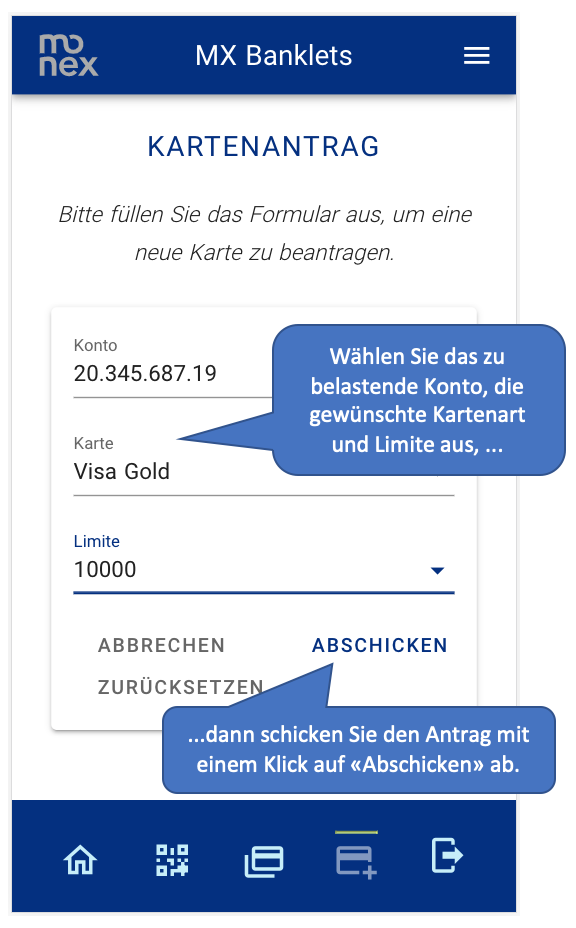 mo
nex
MX Banklets
KARTENANTRAG
Bitte füllen Sie das Formular aus, um eine
neue Karte zu beantragen.
Konto
20.345.687.19
Wählen Sie das zu
belastende Konto, die
gewünschte Kartenart
und Limite aus, ...
Karte
Visa Gold
Limite
10000
ABBRECHEN
ABSCHICKEN
ZURÜCKSETZEN
...dann schicken Sie den Antrag mit
einem Klick auf «Abschicken» ab.